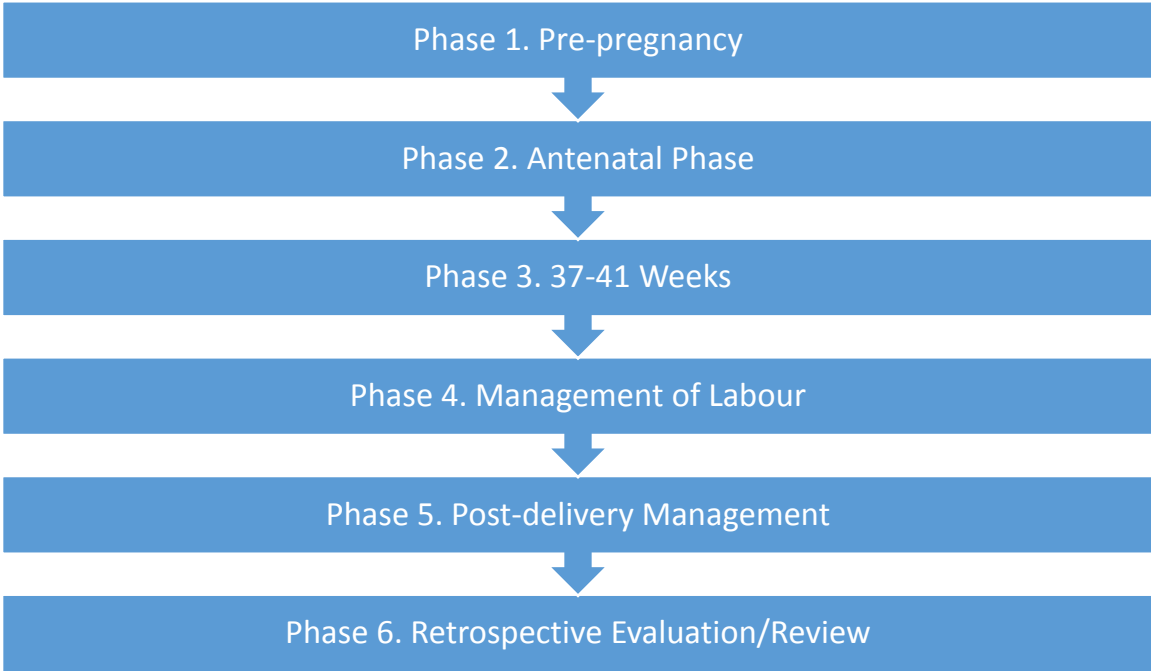 Phase 1. Pre-pregnancy
Phase 2. Antenatal Phase
Phase 3. 37-41 Weeks
Phase 4. Management of Labour
Phase 5. Post-delivery Management
Phase 6. Retrospective Evaluation/Review